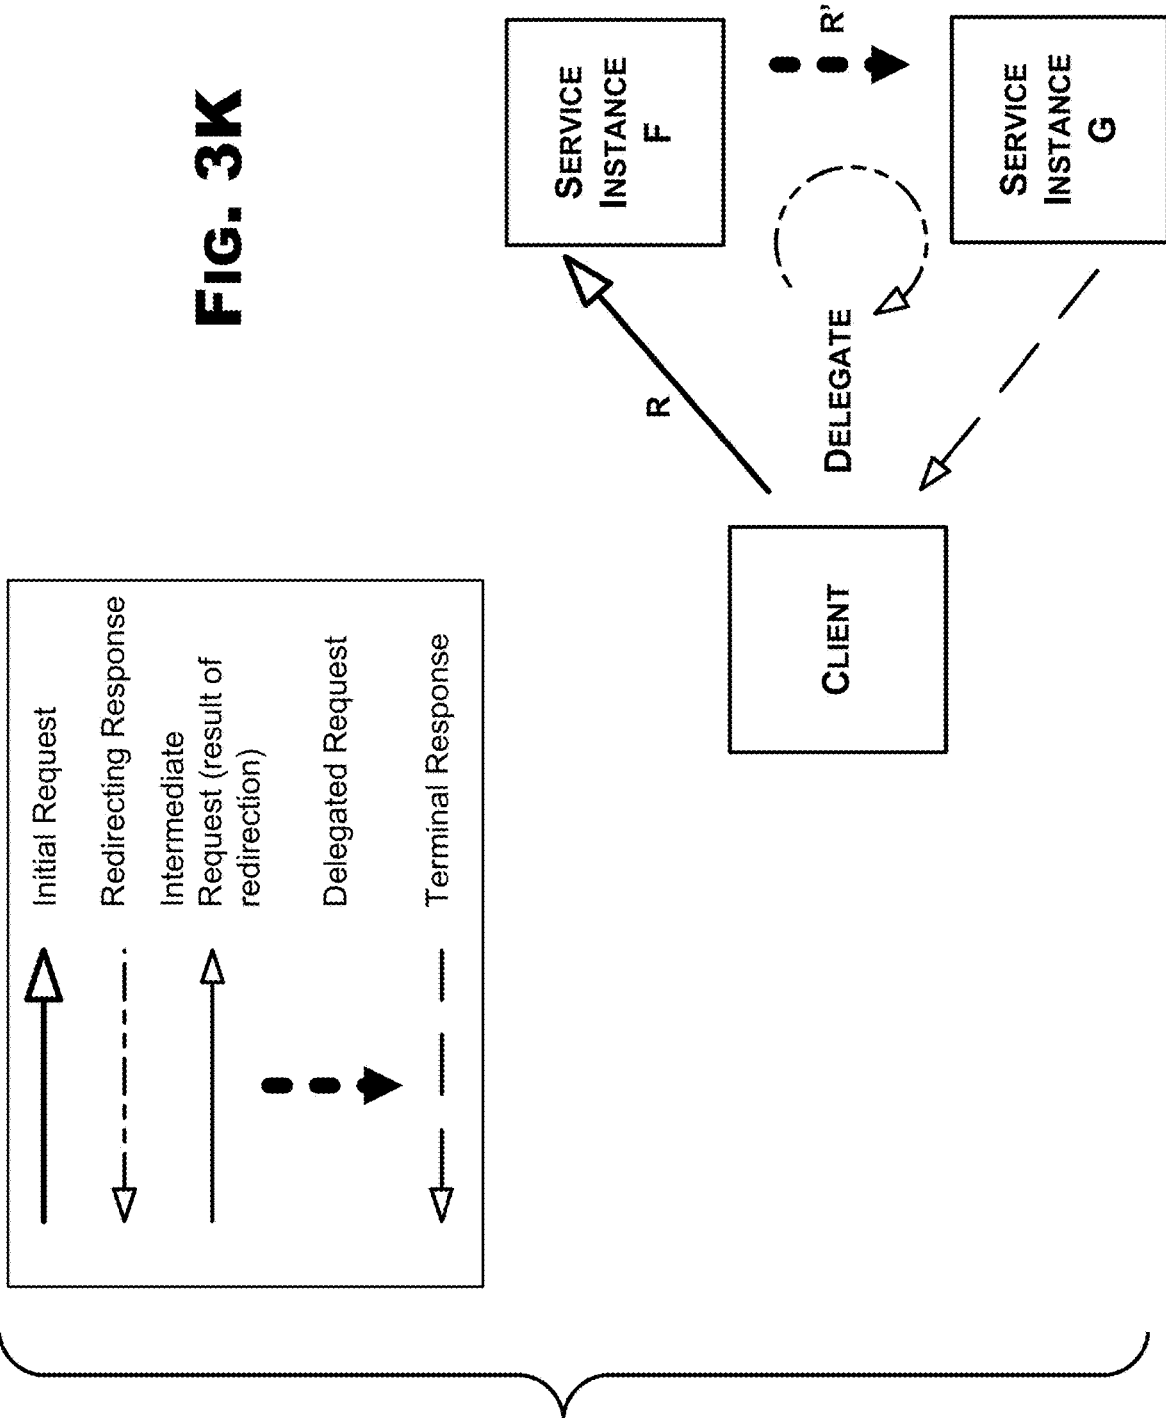 FIG. 3K
Initial Request
Redirecting Response
Intermediate
Request (result of
redirection)
Delegated Request
Terminal Response
CLIENT
R
DELEGATE
SERVICE
INSTANCE
F
R'
SERVICE
INSTANCE
G